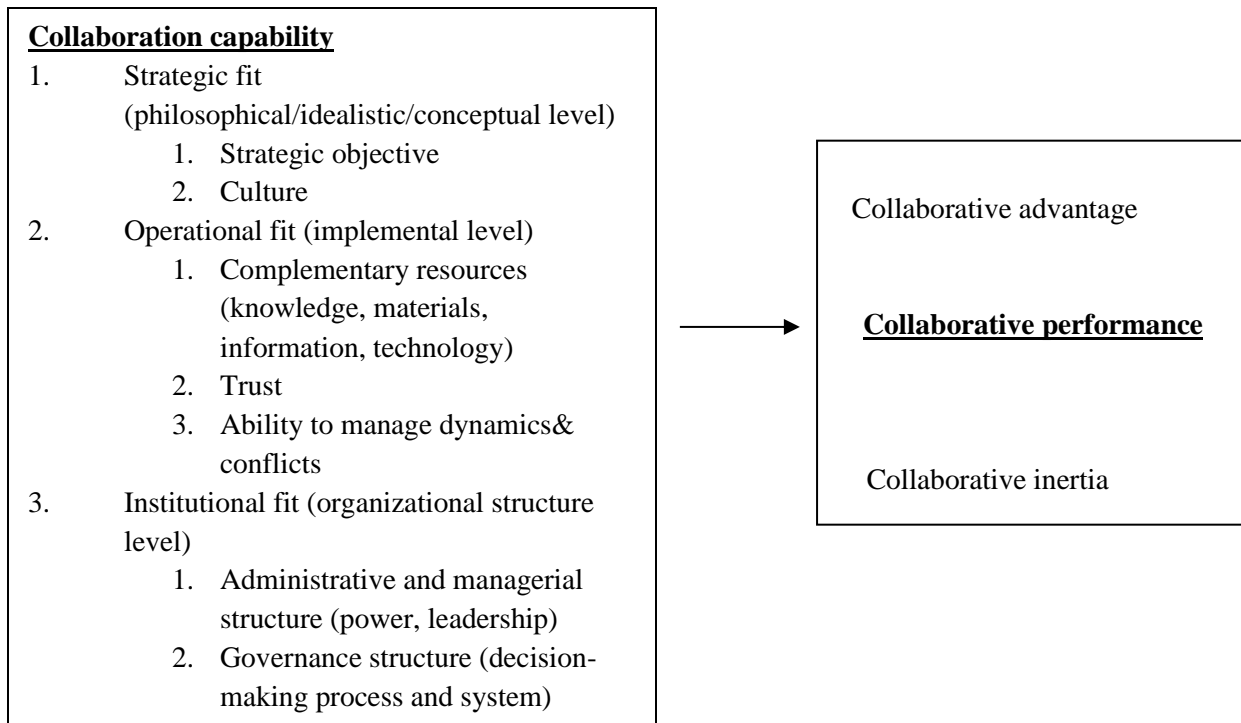 Collaboration capability
1. Strategic fit
(philosophical/idealistic/conceptual level)
1. Strategic objective
2. Culture
2. Operational fit (implemental level)
1. Complementary resources
(knowledge, materials,
information, technology)
2. Trust
3. Ability to manage dynamics&
conflicts
3. Institutional fit (organizational structure
level)
1. Administrative and managerial
structure (power, leadership)
2. Governance structure (decision-
making process and system)
Collaborative advantage
Collaborative performance
Collaborative inertia